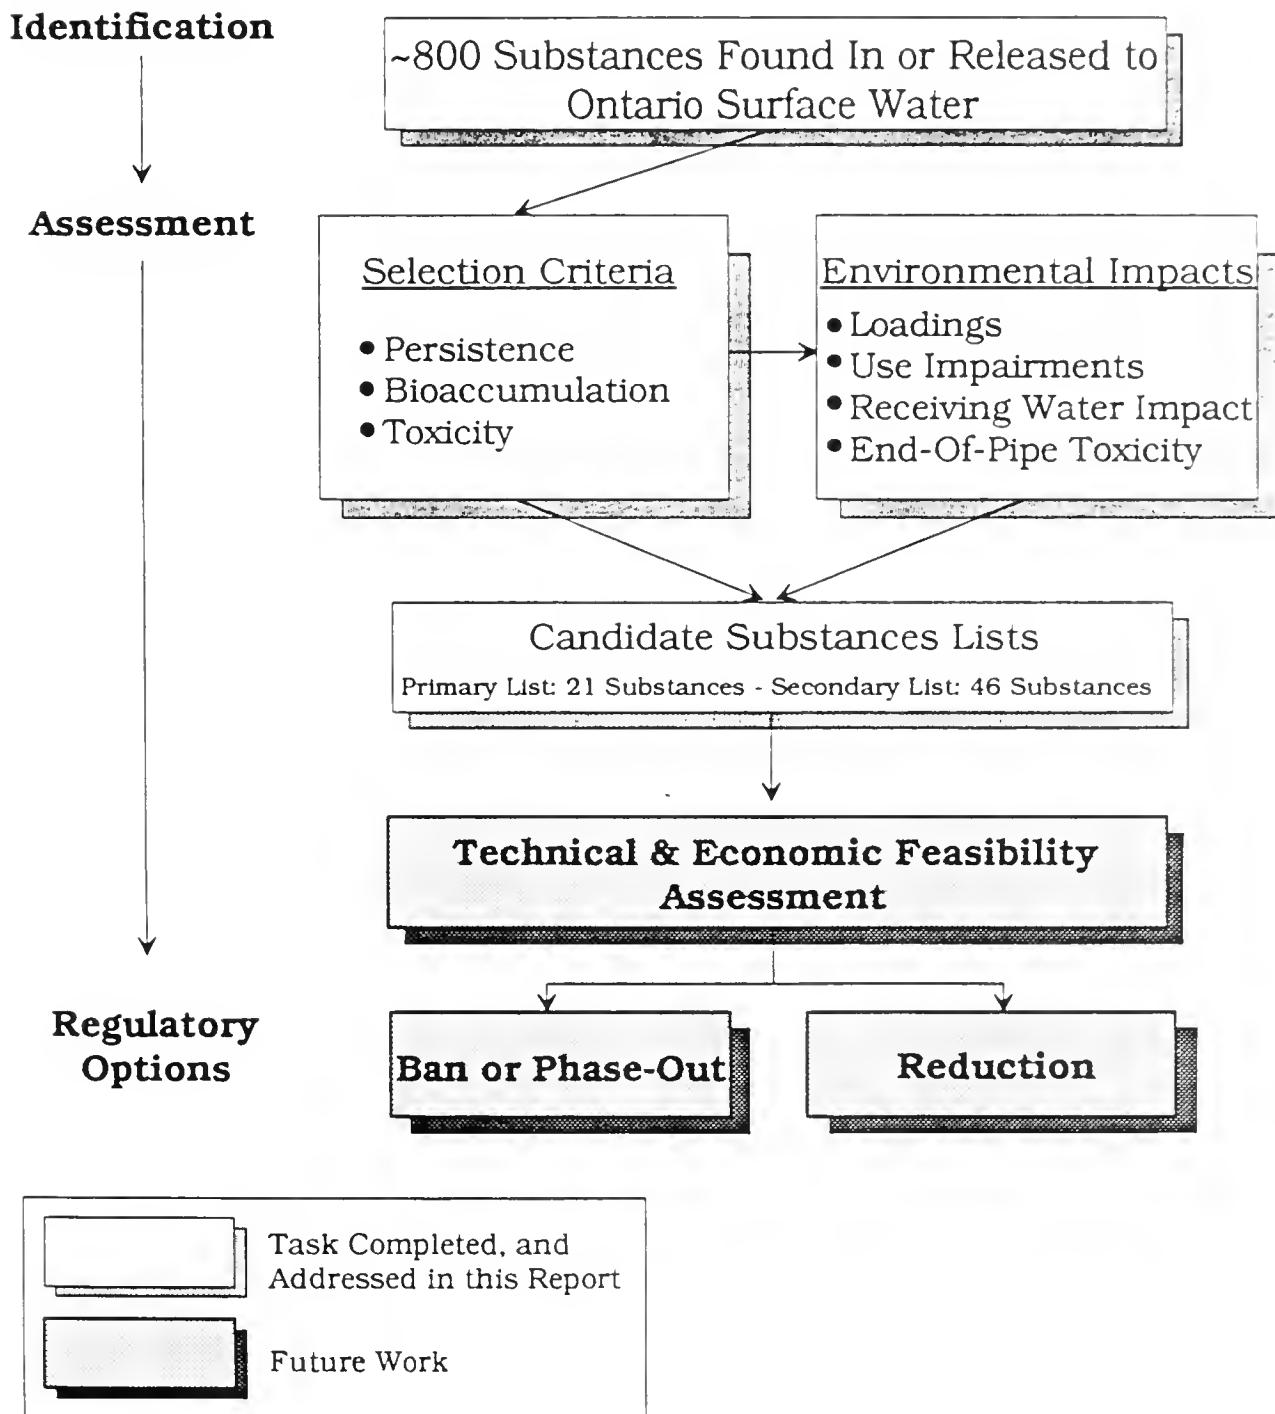 Identification
~800 Substances Found In or Released to
Ontario Surface Water
Assessment
Selection Criteria
• Persistence
• Bioaccumulation
• Toxicity
Environmental Impacts
• Loadings
• Use Impairments
• Receiving Water Impact
• End-Of-Pipe Toxicity
Candidate Substances Lists
Primary List: 21 Substances - Secondary List: 46 Substances
Technical & Economic Feasibility
Assessment
Regulatory
Options
Ban or Phase-Out
Reduction
Task Completed, and
Addressed in this Report
Future Work